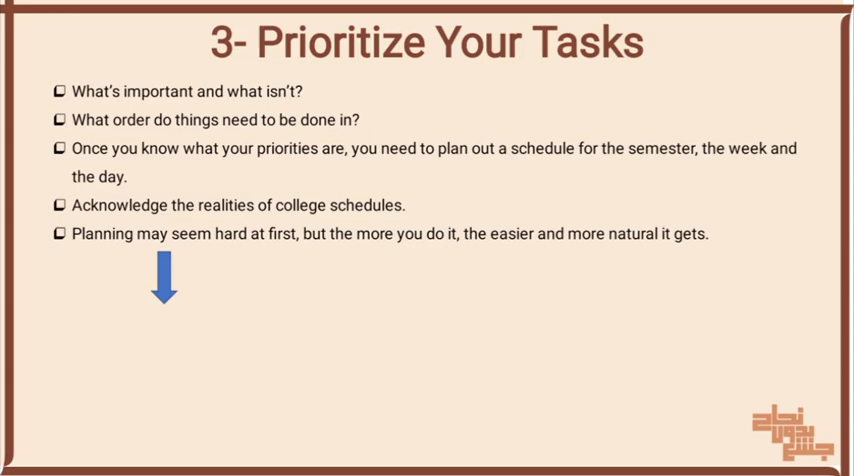 3- Prioritize Your Tasks
What's important and what isn't?
What order do things need to be done in?
Once you know what your priorities are, you need to plan out a schedule for the semester, the week and
the day.
Acknowledge the realities of college schedules.
Planning may seem hard at first, but the more you do it, the easier and more natural it gets.
نجاح
بدون
جشع